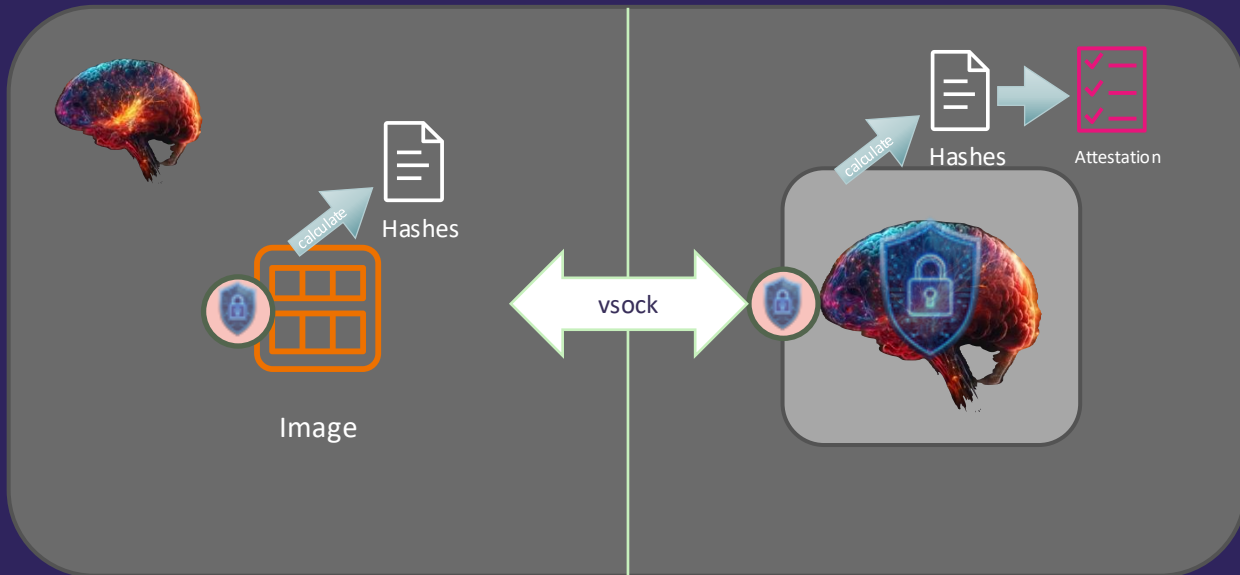 calculate
Hashes
Image
vsock
calculate
Hashes
Attestation